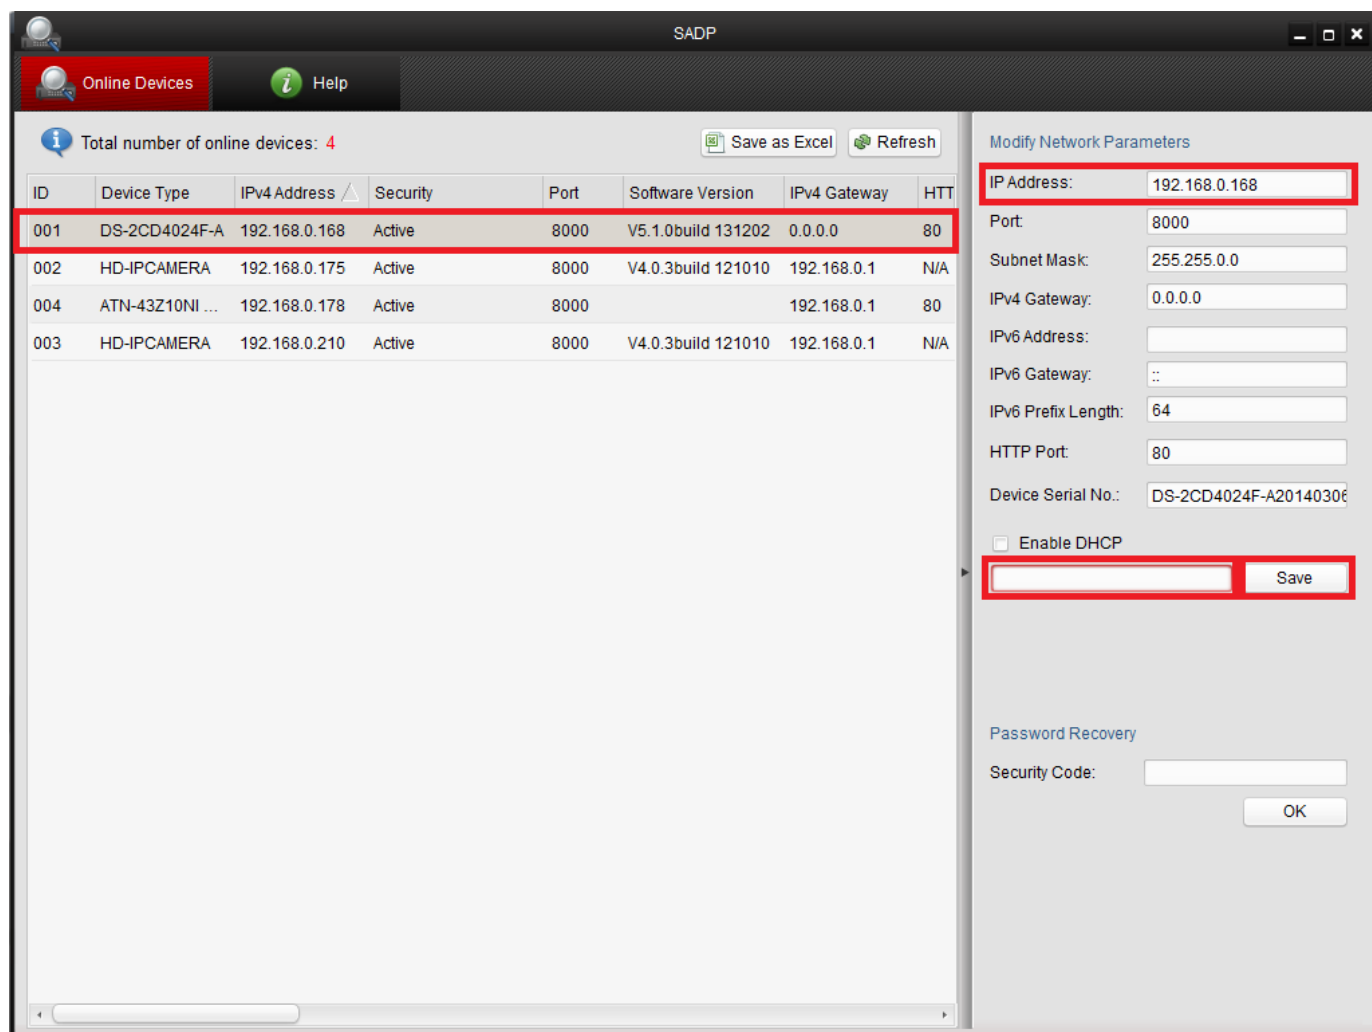 SADP
Online Devices Help
Total number of online devices: 4 Save as Excel Refresh
ID Device Type IPv4 Address Security Port Software Version IPv4 Gateway HTT
001 DS-2CD4024F-A 192.168.0.168 Active 8000 V5.1.0build 131202 0.0.0.0 80
002 HD-IPCAMERA 192.168.0.175 Active 8000 V4.0.3build 121010 192.168.0.1 N/A
004 ATN-43Z10NI ... 192.168.0.178 Active 8000 192.168.0.1 80
003 HD-IPCAMERA 192.168.0.210 Active 8000 V4.0.3build 121010 192.168.0.1 N/A
Modify Network Parameters
IP Address: 192.168.0.168
Port: 8000
Subnet Mask: 255.255.0.0
IPv4 Gateway: 0.0.0.0
IPv6 Address:
IPv6 Gateway: ::
IPv6 Prefix Length: 64
HTTP Port: 80
Device Serial No.: DS-2CD4024F-A20140306
Enable DHCP
Save
Password Recovery
Security Code:
OK